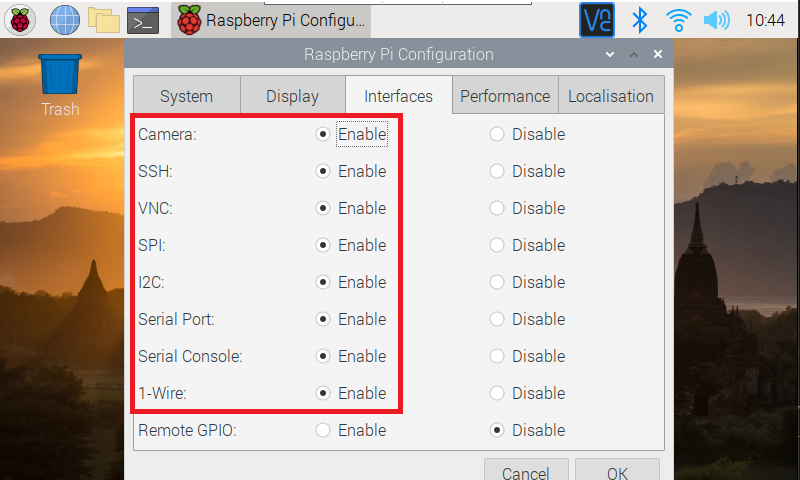 Raspberry Pi Configu...
VNC
10:44
Raspberry Pi Configuration
Trash
System Display Interfaces Performance Localisation
Camera: Enable Disable
SSH: Enable Disable
VNC: Enable Disable
SPI: Enable Disable
I2C: Enable Disable
Serial Port: Enable Disable
Serial Console: Enable Disable
1-Wire: Enable Disable
Remote GPIO: Enable Disable
Cancel OK